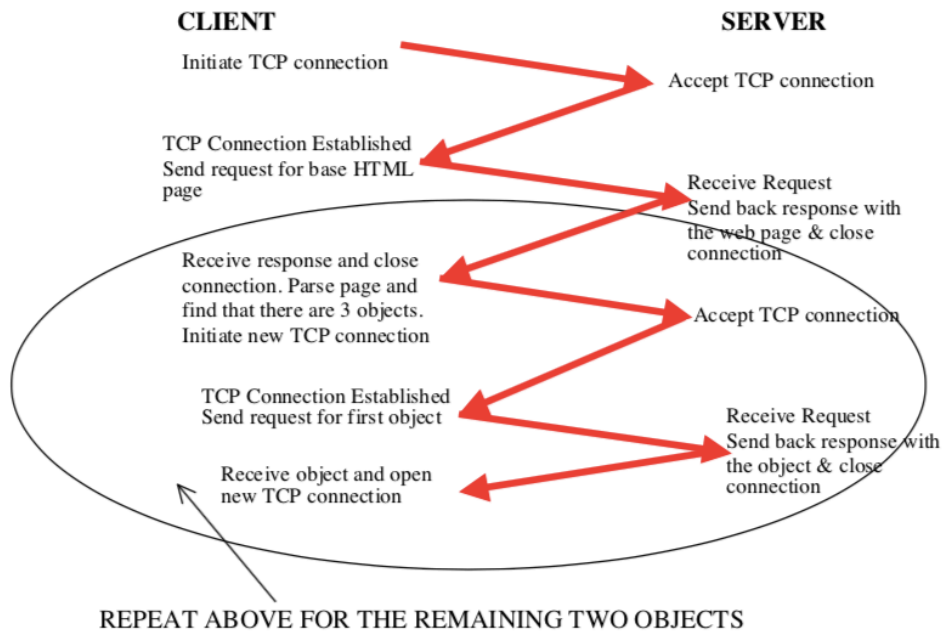 CLIENT
SERVER
Initiate TCP connection
Accept TCP connection
TCP Connection Established
Send request for base HTML
page
Receive Request
Send back response with
the web page & close
connection
Receive response and close
connection. Parse page and
find that there are 3 objects.
Initiate new TCP connection
Accept TCP connection
TCP Connection Established
Send request for first object
Receive Request
Send back response with
the object & close
connection
Receive object and open
new TCP connection
REPEAT ABOVE FOR THE REMAINING TWO OBJECTS